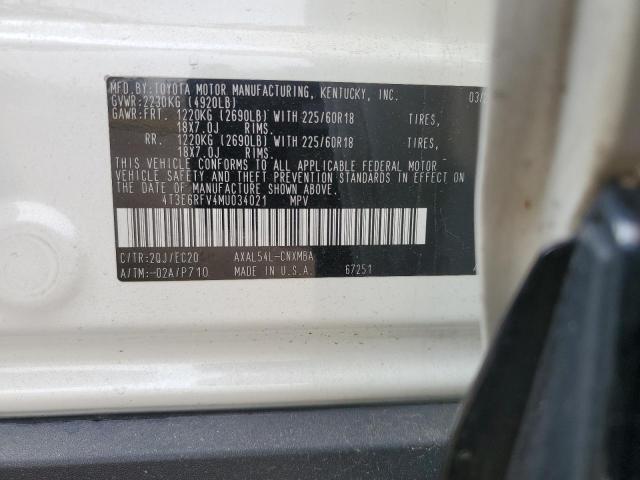 MFD.BY:TOYOTA MOTOR MANUFACTURING, KENTUCKY, INC. 03/
GVWR:2230KG (4920LB)
GAWR:FRT. 1220KG (2690LB) WITH 225/60R18 TIRES,
18X7.0J RIMS.
RR. 1220KG (2690LB) WITH 225/60R18 TIRES,
18X7.0J RIMS.
THIS VEHICLE CONFORMS TO ALL APPLICABLE FEDERAL MOTOR
VEHICLE SAFETY AND THEFT PREVENTION STANDARDS IN EFFECT
ON THE DATE OF MANUFACTURE SHOWN ABOVE.
4T3E6RFV4MU034021 MPV
C/TR:2QJ/EC20 AXAL54L-CNXMBA
A/TM:-02A/P710 MADE IN U.S.A. 67251